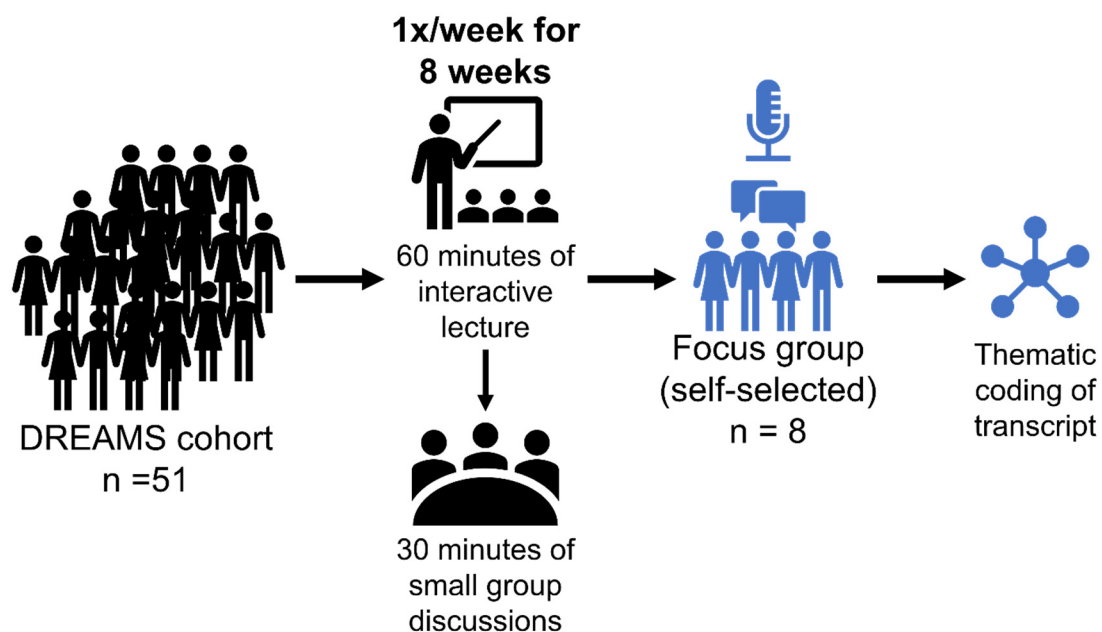 1x/week for
8 weeks
60 minutes of
interactive
lecture
30 minutes of
small group
discussions
DREAMS cohort
n =51
Focus group
(self-selected)
n = 8
Thematic
coding of
transcript